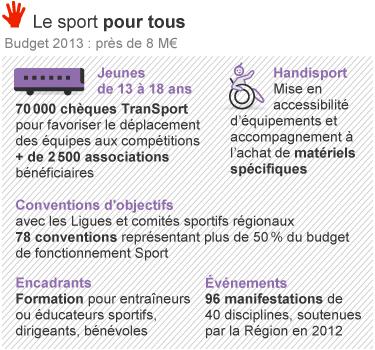 Le sport pour tous
Budget 2013 : près de 8 M€
Jeunes
de 13 à 18 ans
70 000 chèques TranSport
pour favoriser le déplacement
des équipes aux compétitions
+ de 2 500 associations
bénéficiaires
Handisport
Mise en
accessibilité
d'équipements et
accompagnement à
l'achat de matériels
spécifiques
Conventions d'objectifs
avec les Ligues et comités sportifs régionaux
78 conventions représentant plus de 50 % du budget
de fonctionnement Sport
Encadrants
Formation pour entraîneurs
ou éducateurs sportifs,
dirigeants, bénévoles
Événements
96 manifestations de
40 disciplines, soutenues
par la Région en 2012